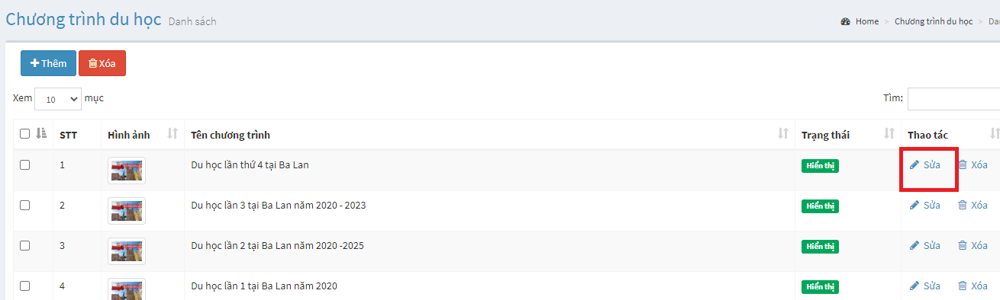 Chương trình du học Danh sách
Home > Chương trình du học >
Thêm Xóa
Xem 10 mục
Tìm:
STT Hình ảnh Tên chương trình Trạng thái Thao tác
1 Du học lần thứ 4 tại Ba Lan Hiển thị Sửa Xóa
2 Du học lần 3 tại Ba Lan năm 2020 - 2023 Hiển thị Sửa Xóa
3 Du học lần 2 tại Ba Lan năm 2020 -2025 Hiển thị Sửa Xóa
4 Du học lần 1 tại Ba Lan năm 2020 Hiển thị Sửa Xóa